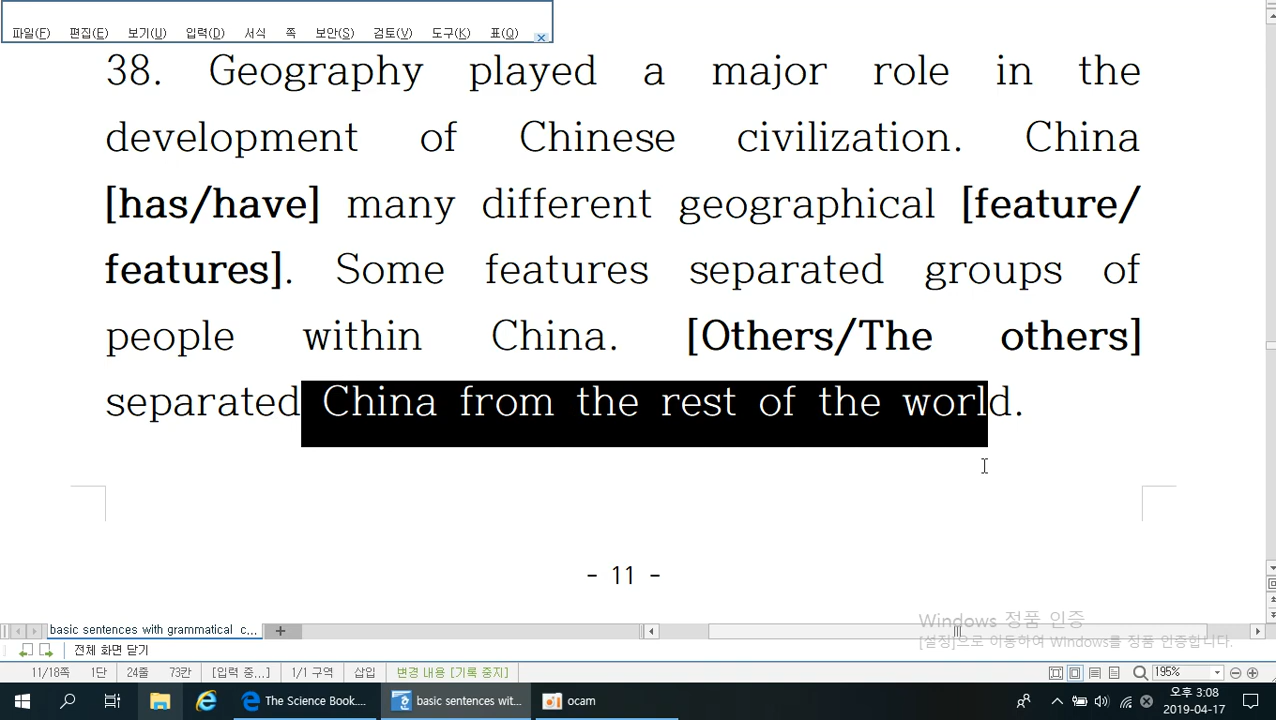 파일(F) 편집(E) 보기(U) 입력(D) 서식 쪽 보안(S) 검토(V) 도구(K) 표(Q)
38. Geography played a major role in the
development of Chinese civilization. China
[has/have] many different geographical [feature/
features]. Some features separated groups of
people within China. [Others/The others]
separated China from the rest of the world.
- 11 -
Windows 정품 인증
[설정]으로 이동하여 Windows를 정품 인증합니다.
basic sentences with grammatical c...
전체 화면 닫기
11/18쪽 1단 24줄 73칸 [입력 중...] 1/1 구역 삽입 변경 내용 [기록 중지] 195%
The Science Book.... basic sentences wit... ocam 오후 3:08
2019-04-17